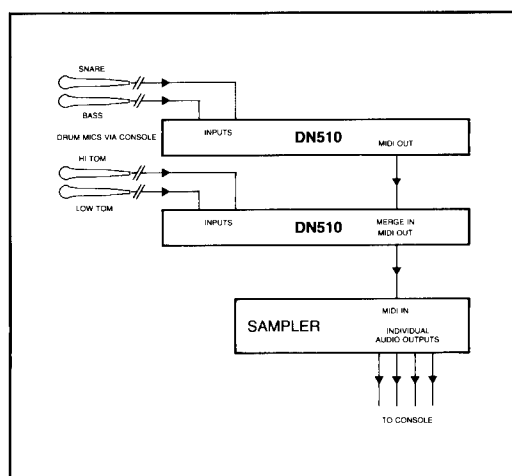 SNARE
BASS
DRUM MICS VIA CONSOLE
INPUTS
DN510
MIDI OUT
HI TOM
LOW TOM
INPUTS
DN510
MERGE IN
MIDI OUT
SAMPLER
MIDI IN
INDIVIDUAL
AUDIO OUTPUTS
TO CONSOLE